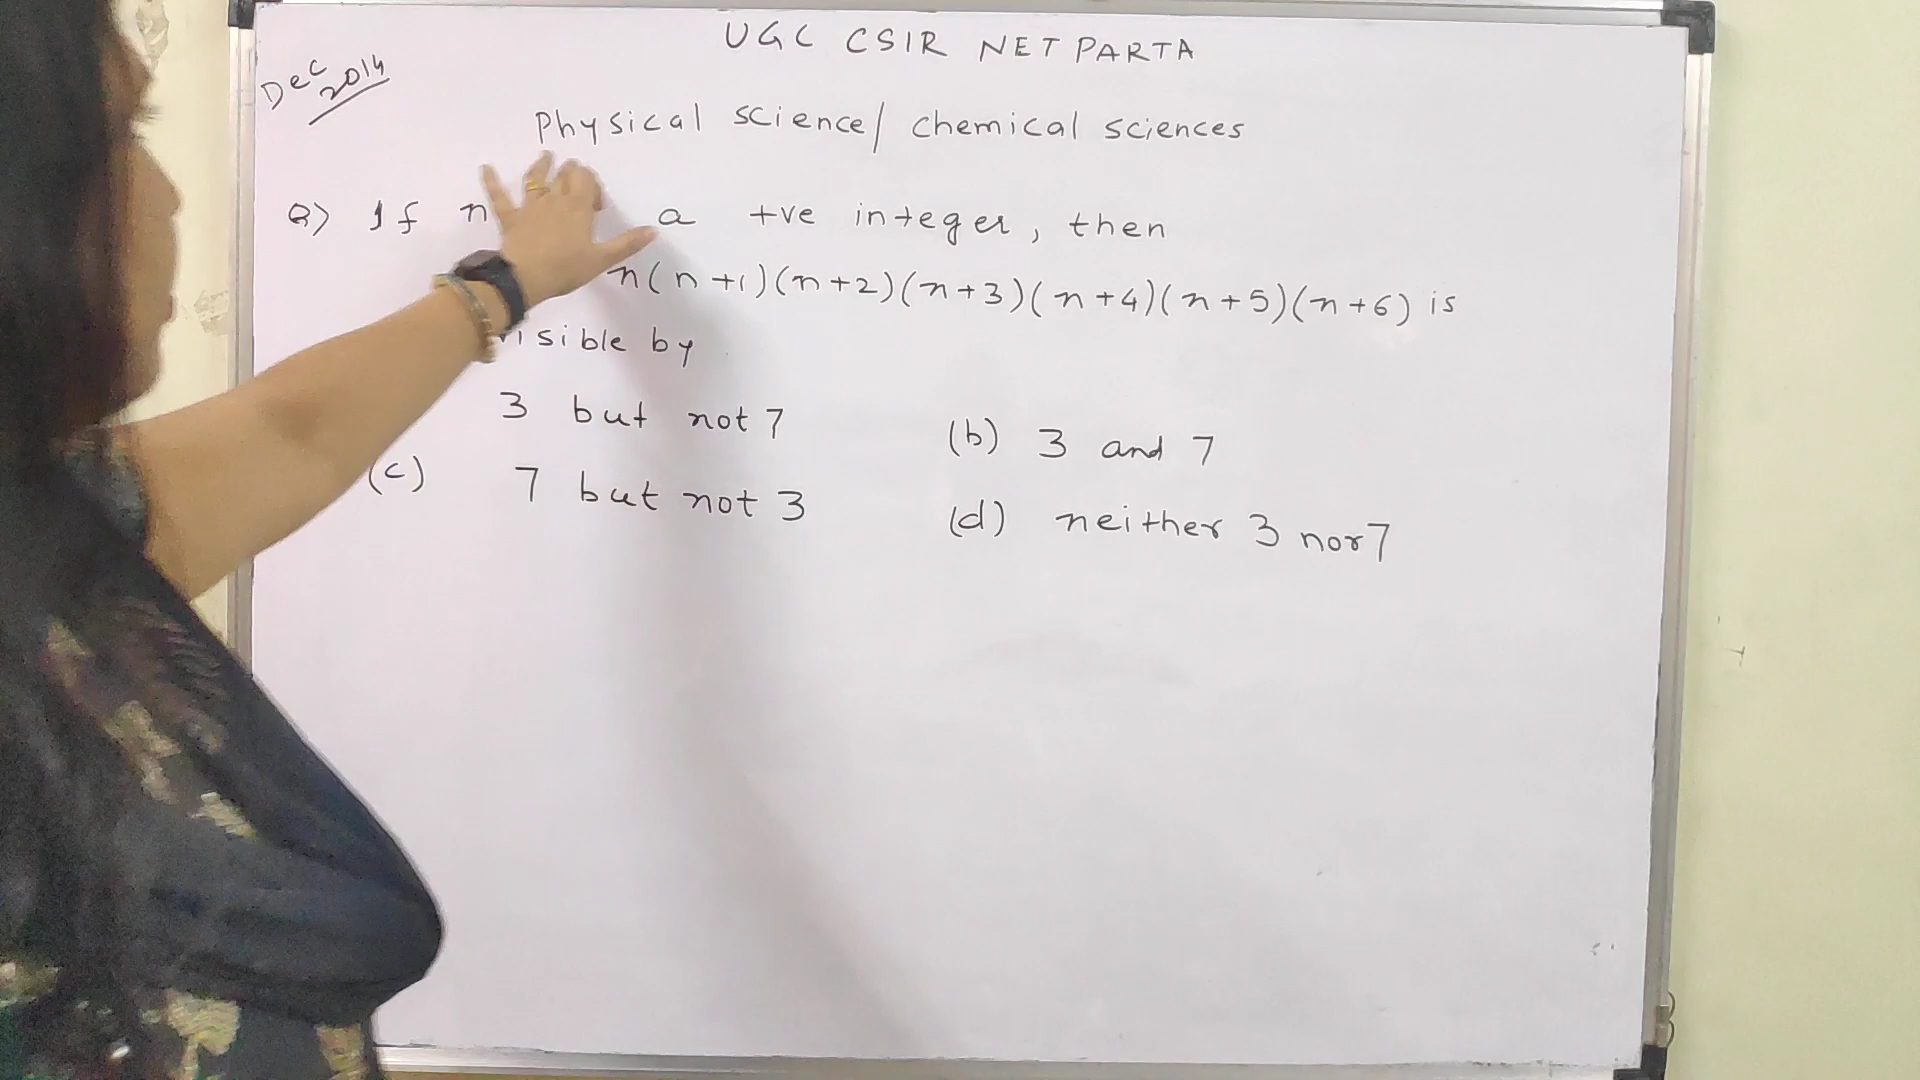 UGC CSIR NET PARTA
Dec 2014
Physical science/ chemical sciences
Q) If n a +ve integer, then
n(n+1)(n+2)(n+3)(n+4)(n+5)(n+6) is
visible by
3 but not 7
(b) 3 and 7
(c) 7 but not 3
(d) neither 3 nor 7